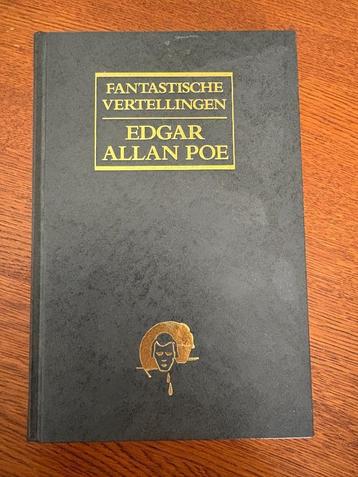 FANTASTISCHE
VERTELLINGEN
EDGAR
ALLAN POE